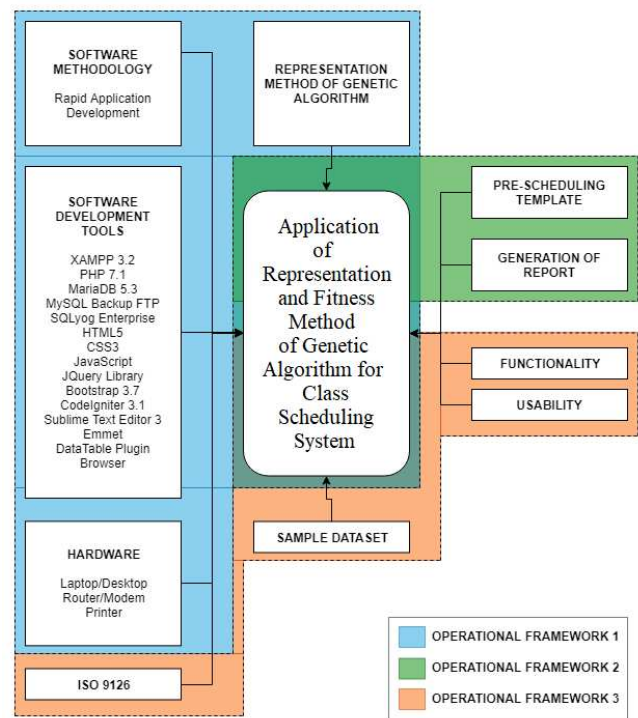 SOFTWARE
METHODOLOGY
Rapid Application
Development
REPRESENTATION
METHOD OF GENETIC
ALGORITHM
SOFTWARE
DEVELOPMENT
TOOLS
XAMPP 3.2
PHP 7.1
MariaDB 5.3
MySQL Backup FTP
SQLyog Enterprise
HTML5
CSS3
JavaScript
JQuery Library
Bootstrap 3.7
CodeIgniter 3.1
Sublime Text Editor 3
Emmet
DataTable Plugin
Browser
Application
of
Representation
and Fitness
Method
of Genetic
Algorithm for
Class
Scheduling
System
PRE-SCHEDULING
TEMPLATE
GENERATION OF
REPORT
FUNCTIONALITY
USABILITY
SAMPLE DATASET
HARDWARE
Laptop/Desktop
Router/Modem
Printer
ISO 9126
OPERATIONAL FRAMEWORK 1
OPERATIONAL FRAMEWORK 2
OPERATIONAL FRAMEWORK 3